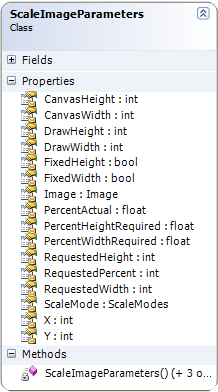 ScaleImageParameters
Class
Fields
Properties
CanvasHeight : int
CanvasWidth : int
DrawHeight : int
DrawWidth : int
FixedHeight : bool
FixedWidth : bool
Image : Image
PercentActual : float
PercentHeightRequired : float
PercentWidthRequired : float
RequestedHeight : int
RequestedPercent : int
RequestedWidth : int
ScaleMode : ScaleModes
X : int
Y : int
Methods
ScaleImageParameters() (+ 3 o...